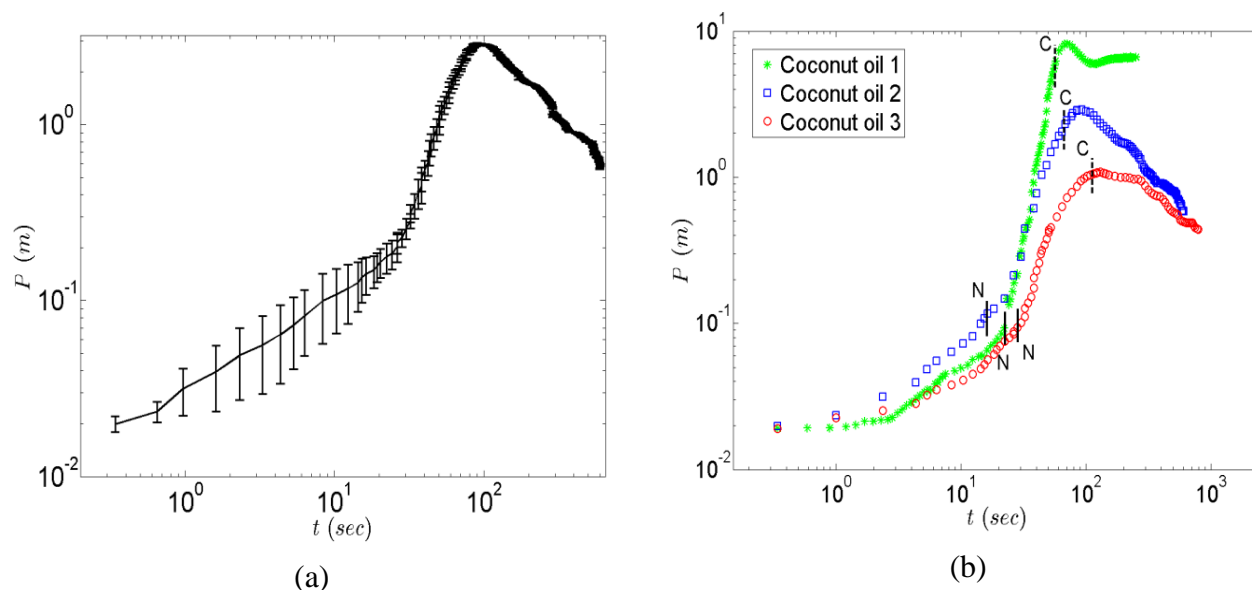 10^0
10^-1
10^-2
P (m)
10^0
10^1
10^2
t (sec)
(a)
10^1
10^0
10^-1
10^-2
P (m)
Coconut oil 1
Coconut oil 2
Coconut oil 3
C
C
C
N
N
N
10^0
10^1
10^2
10^3
t (sec)
(b)